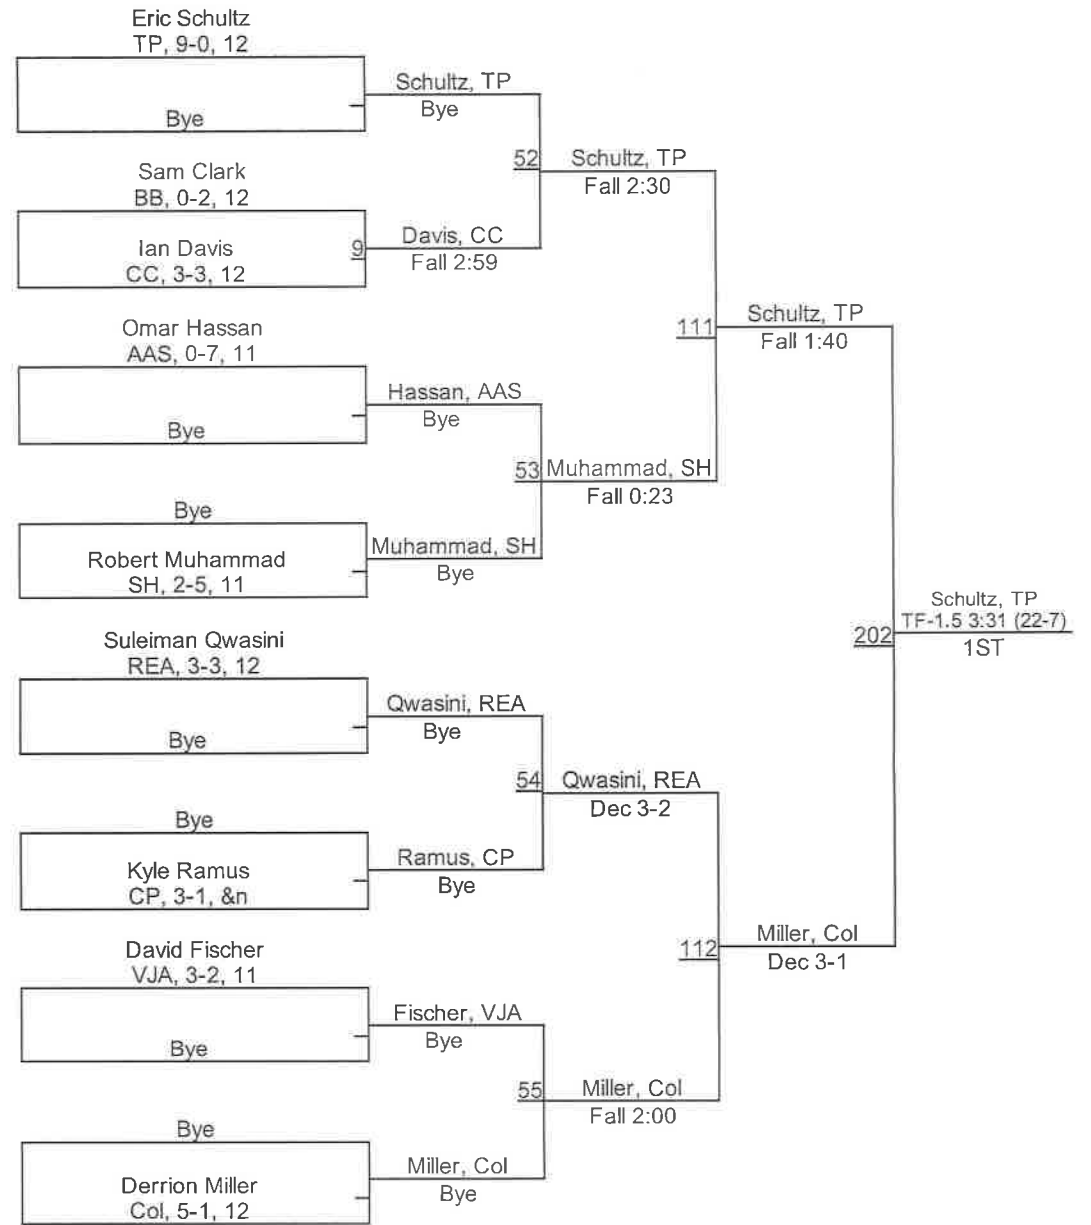 Eric Schultz
TP, 9-0, 12
Bye
Schultz, TP
Bye
Sam Clark
BB, 0-2, 12
Ian Davis
CC, 3-3, 12
9
Davis, CC
Fall 2:59
52
Schultz, TP
Fall 2:30
Omar Hassan
AAS, 0-7, 11
Bye
Hassan, AAS
Bye
Bye
Robert Muhammad
SH, 2-5, 11
Muhammad, SH
Bye
53
Muhammad, SH
Fall 0:23
111
Schultz, TP
Fall 1:40
Suleiman Qwasini
REA, 3-3, 12
Bye
Qwasini, REA
Bye
Bye
Kyle Ramus
CP, 3-1, &n
Ramus, CP
Bye
54
Qwasini, REA
Dec 3-2
David Fischer
VJA, 3-2, 11
Bye
Fischer, VJA
Bye
Bye
Derrion Miller
Col, 5-1, 12
Miller, Col
Bye
55
Miller, Col
Fall 2:00
112
Miller, Col
Dec 3-1
202
Schultz, TP
TF-1.5 3:31 (22-7)
1ST